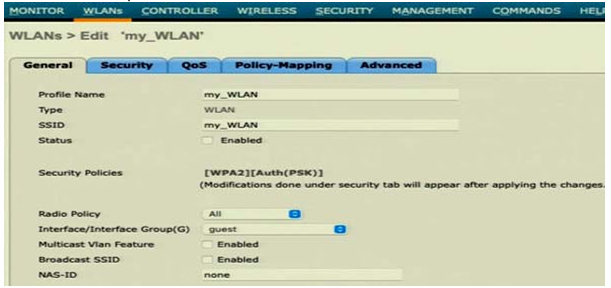 MONITOR WLANs CONTROLLER WIRELESS SECURITY MANAGEMENT COMMANDS HEL
WLANs > Edit 'my_WLAN'
General Security QoS Policy-Mapping Advanced
Profile Name my_WLAN
Type WLAN
SSID my_WLAN
Status Enabled
Security Policies [WPA2][Auth(PSK)]
(Modifications done under security tab will appear after applying the changes.
Radio Policy All
Interface/Interface Group(G) guest
Multicast Vlan Feature Enabled
Broadcast SSID Enabled
NAS-ID none